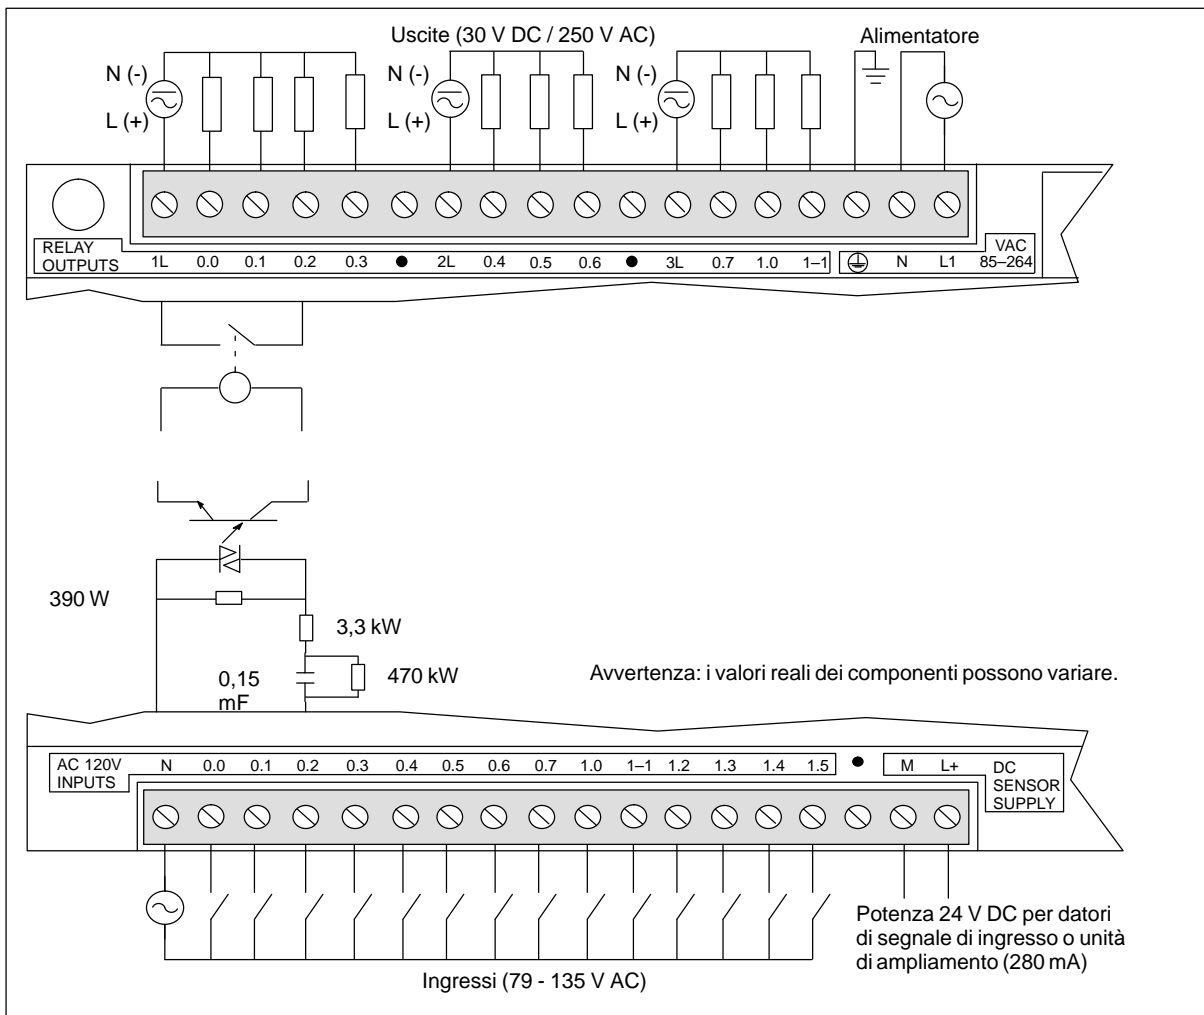 Uscite (30 V DC / 250 V AC)
Alimentatore
N (-)
L (+)
N (-)
L (+)
N (-)
L (+)
RELAY
OUTPUTS
1L 0.0 0.1 0.2 0.3 ● 2L 0.4 0.5 0.6 ● 3L 0.7 1.0 1–1 N L1
VAC
85–264
390 W
3,3 kW
0,15
mF
470 kW
Avvertenza: i valori reali dei componenti possono variare.
AC 120V
INPUTS
N 0.0 0.1 0.2 0.3 0.4 0.5 0.6 0.7 1.0 1–1 1.2 1.3 1.4 1.5 ● M L+
DC
SENSOR
SUPPLY
Potenza 24 V DC per datori
di segnale di ingresso o unità
di ampliamento (280 mA)
Ingressi (79 - 135 V AC)